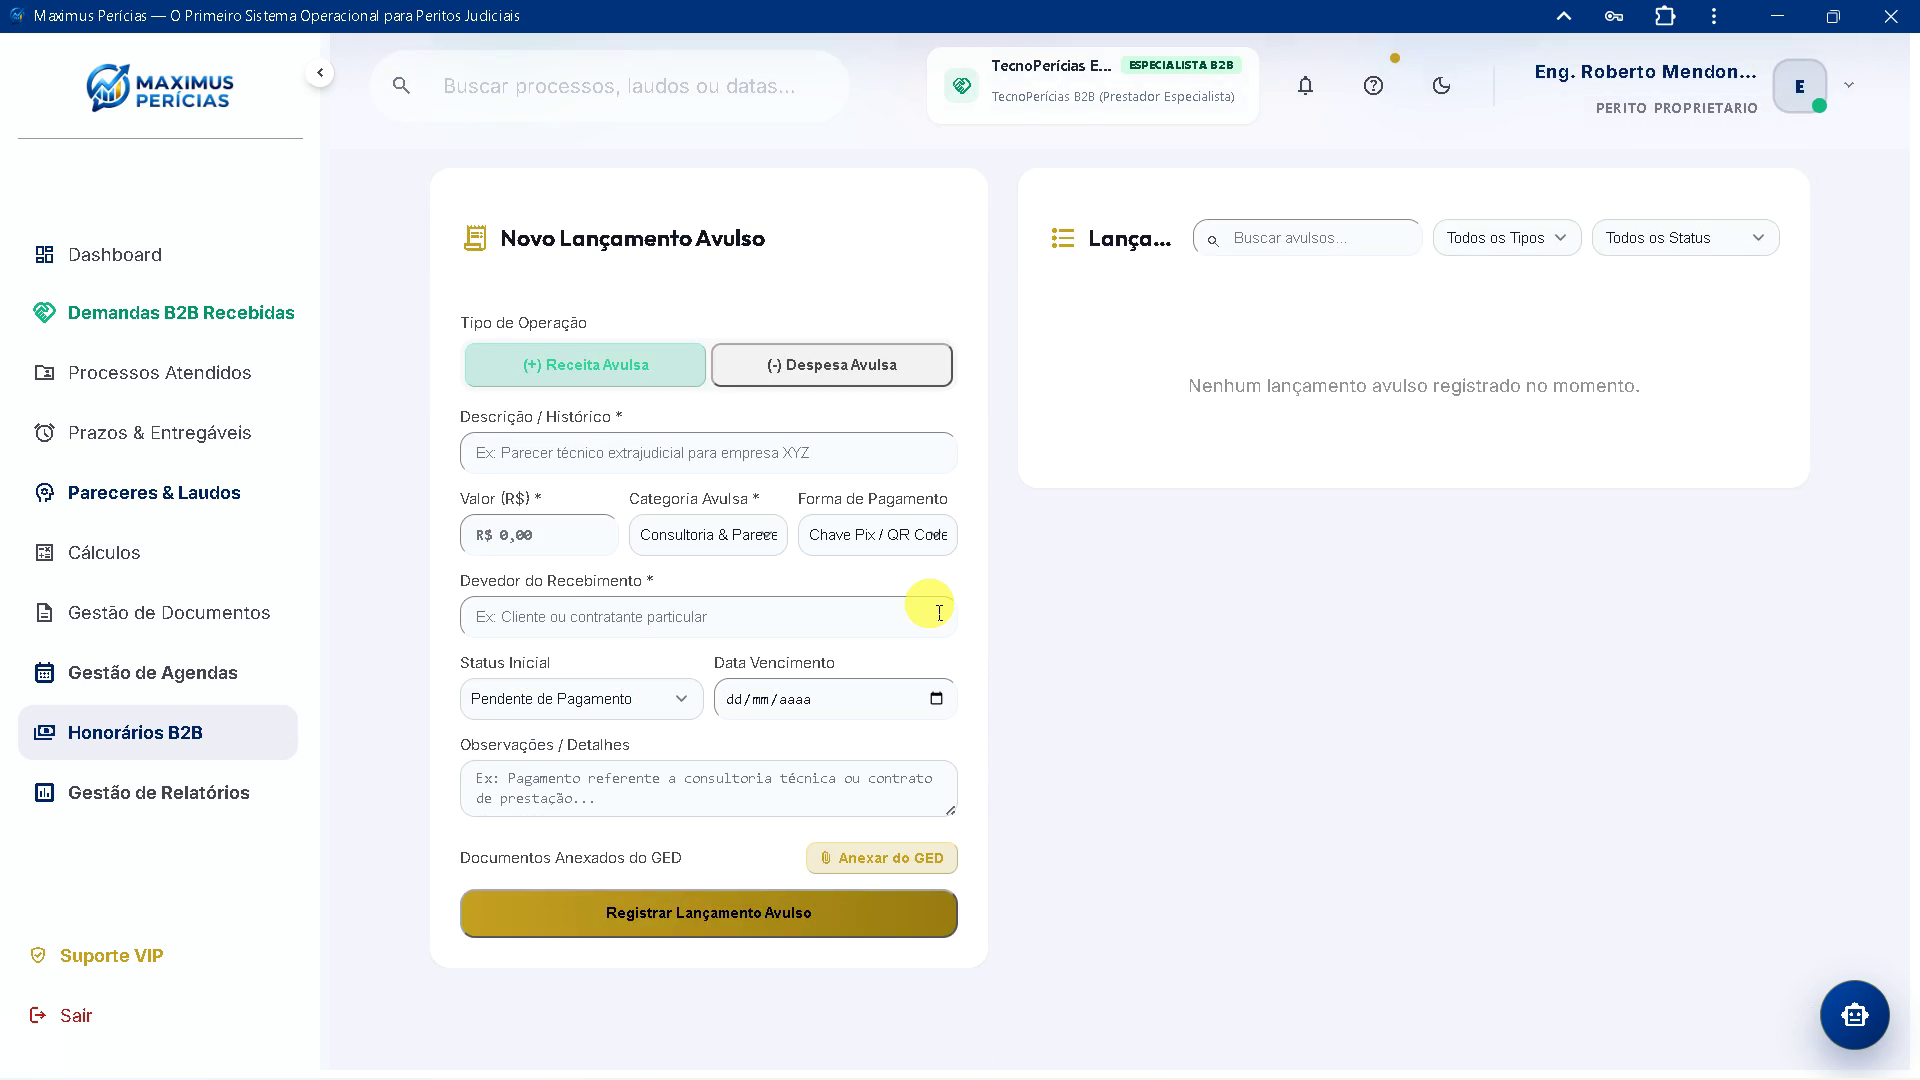 Maximus Perícias — O Primeiro Sistema Operacional para Peritos Judiciais
MAXIMUS
PERÍCIAS
Buscar processos, laudos ou datas...
TecnoPerícias E... ESPECIALISTA B2B
TecnoPerícias B2B (Prestador Especialista)
Eng. Roberto Mendon...
PERITO PROPRIETARIO
E
Dashboard
Demandas B2B Recebidas
Processos Atendidos
Prazos & Entregáveis
Pareceres & Laudos
Cálculos
Gestão de Documentos
Gestão de Agendas
Honorários B2B
Gestão de Relatórios
Suporte VIP
Sair
Novo Lançamento Avulso
Tipo de Operação
(+) Receita Avulsa
(-) Despesa Avulsa
Descrição / Histórico *
Ex: Parecer técnico extrajudicial para empresa XYZ
Valor (R$) * Categoria Avulsa * Forma de Pagamento
R$ 0,00 Consultoria & Parece Chave Pix / QR Code
Devedor do Recebimento *
Ex: Cliente ou contratante particular
Status Inicial Data Vencimento
Pendente de Pagamento dd/mm/aaaa
Observações / Detalhes
Ex: Pagamento referente a consultoria técnica ou contrato
de prestação...
Documentos Anexados do GED Anexar do GED
Registrar Lançamento Avulso
Lança... Buscar avulsos... Todos os Tipos Todos os Status
Nenhum lançamento avulso registrado no momento.